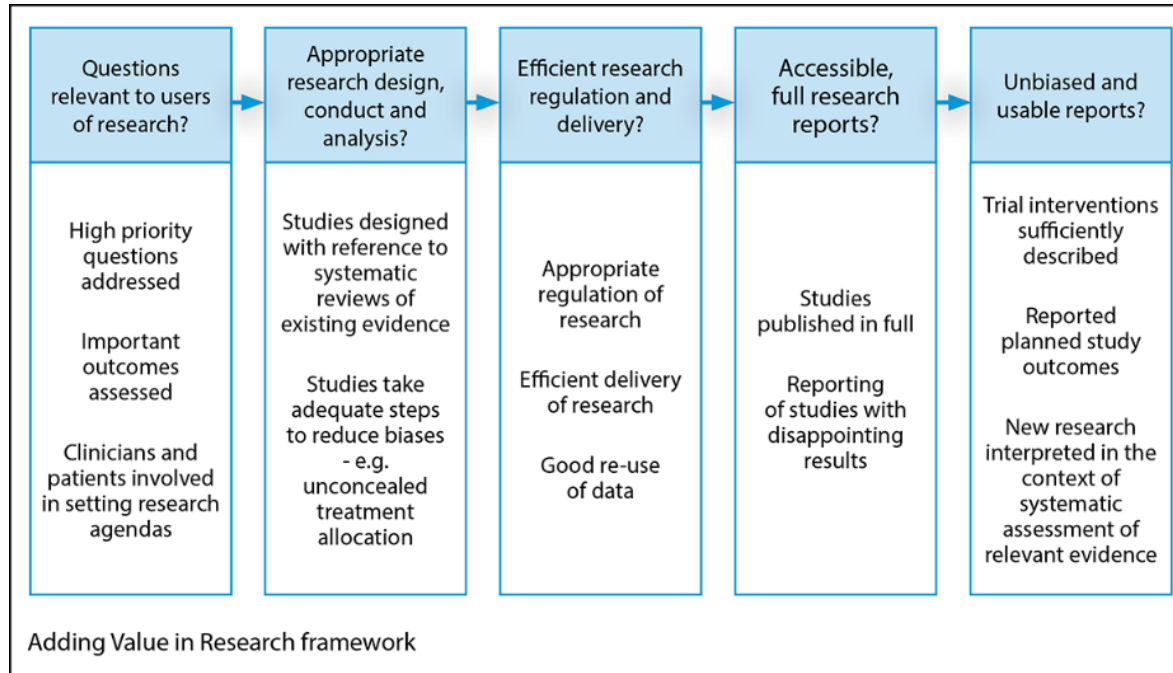 Questions
relevant to users
of research?
Appropriate
research design,
conduct and
analysis?
Efficient research
regulation and
delivery?
Accessible,
full research
reports?
Unbiased and
usable reports?
High priority
questions
addressed
Important
outcomes
assessed
Clinicians and
patients involved
in setting research
agendas
Studies designed
with reference to
systematic
reviews of
existing evidence
Studies take
adequate steps
to reduce biases
- e.g.
unconcealed
treatment
allocation
Appropriate
regulation of
research
Efficient delivery
of research
Good re-use
of data
Studies
published in full
Reporting
of studies with
disappointing
results
Trial interventions
sufficiently
described
Reported
planned study
outcomes
New research
interpreted in the
context of
systematic
assessment of
relevant evidence
Adding Value in Research framework